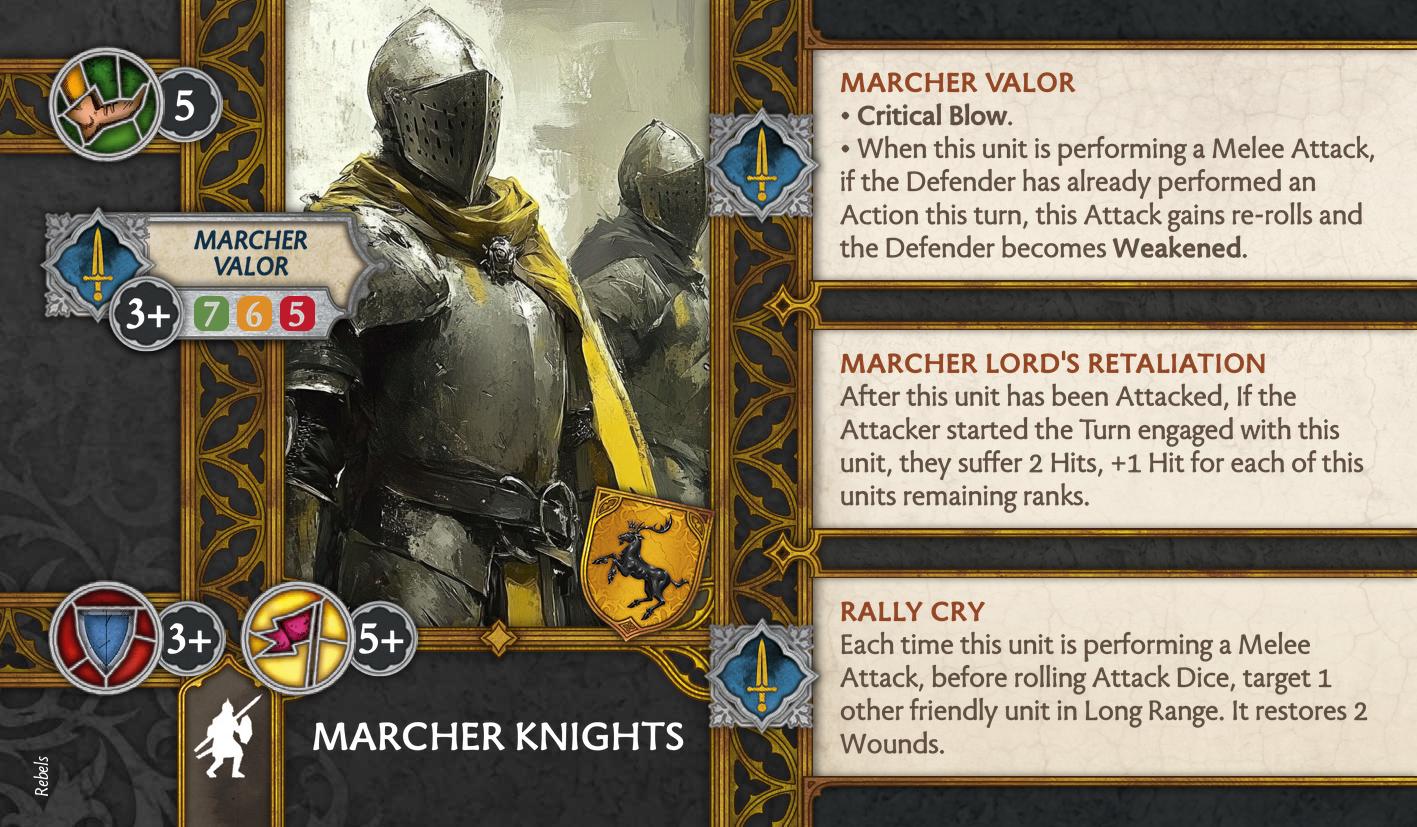 5
MARCHER
VALOR
3+
7 6 5
3+
5+
MARCHER KNIGHTS
Rebels
MARCHER VALOR
• Critical Blow.
• When this unit is performing a Melee Attack,
if the Defender has already performed an
Action this turn, this Attack gains re-rolls and
the Defender becomes Weakened.
MARCHER LORD'S RETALIATION
After this unit has been Attacked, If the
Attacker started the Turn engaged with this
unit, they suffer 2 Hits, +1 Hit for each of this
units remaining ranks.
RALLY CRY
Each time this unit is performing a Melee
Attack, before rolling Attack Dice, target 1
other friendly unit in Long Range. It restores 2
Wounds.